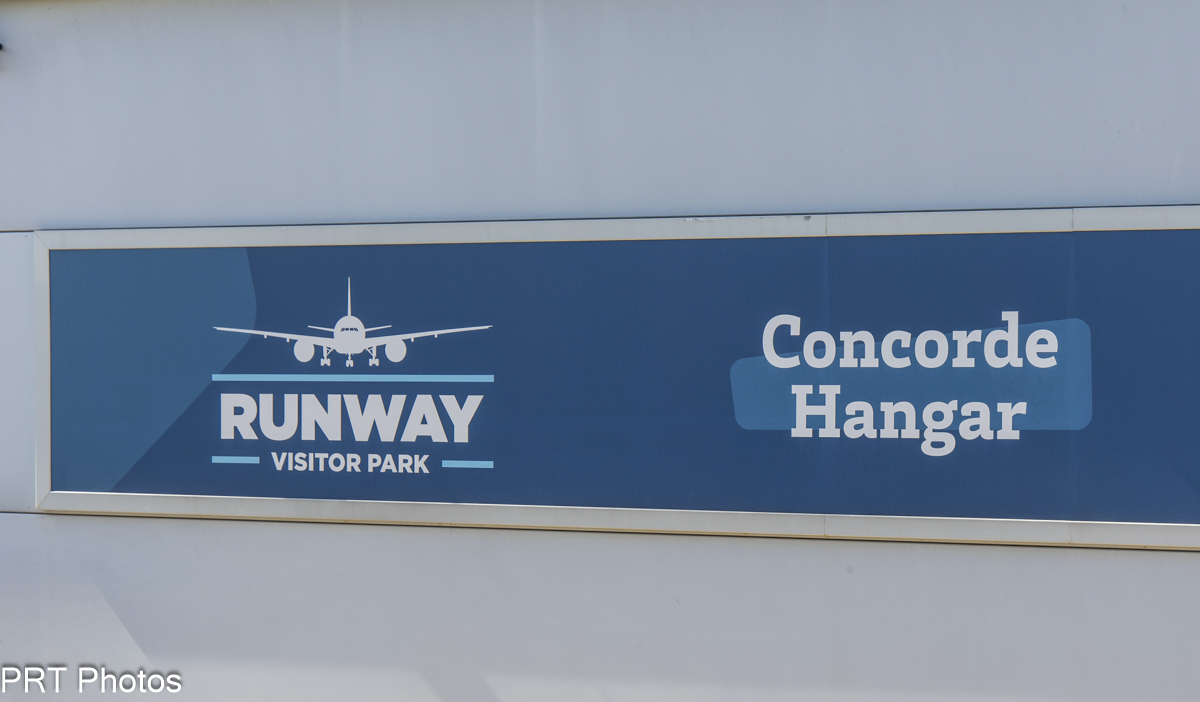 RUNWAY
VISITOR PARK
Concorde
Hangar
PRT Photos